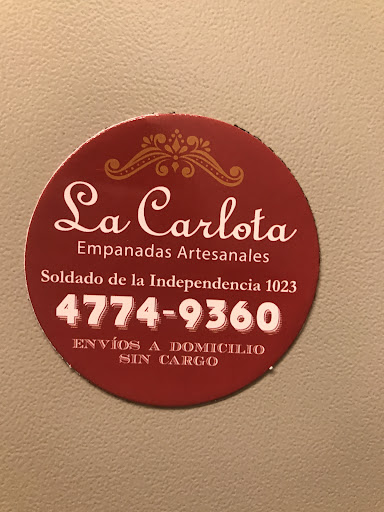 La Carlota
Empanadas Artesanales
Soldado de la Independencia 1023
4774-9360
ENVÍOS A DOMICILIO
SIN CARGO